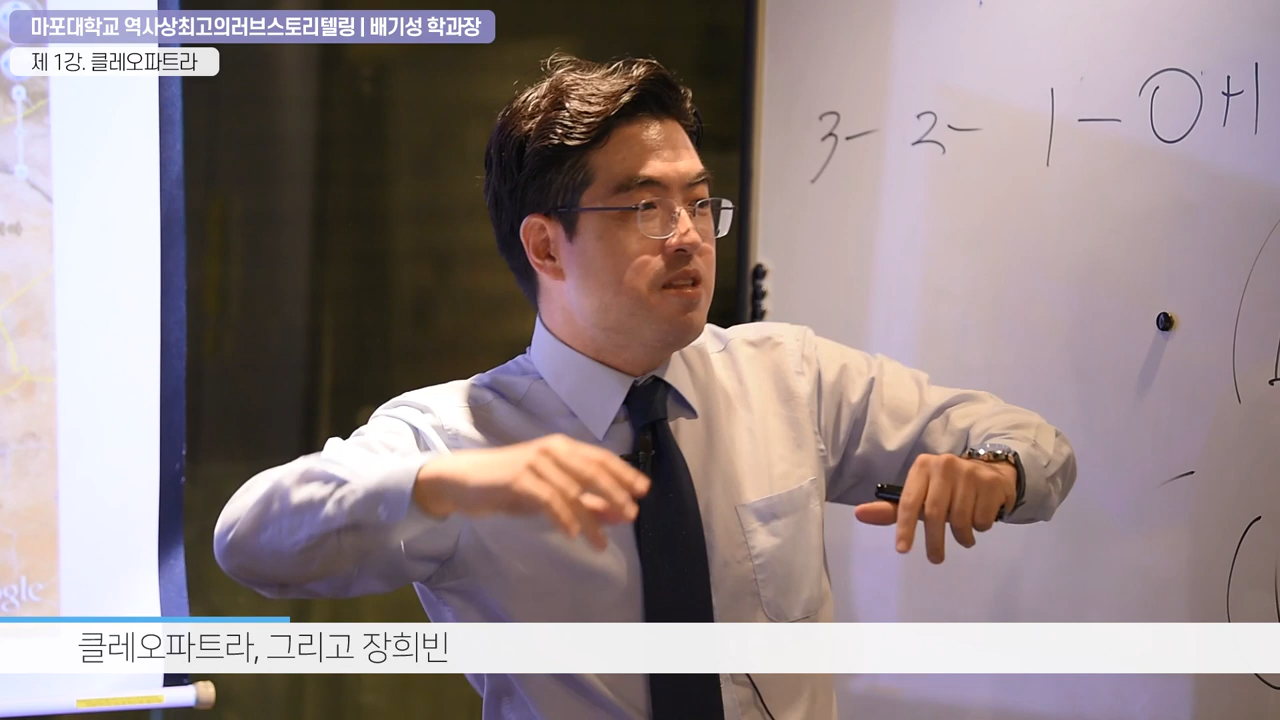 마포대학교 역사상최고의러브스토리텔링 | 배기성 학과장
제 1강. 클레오파트라
3- 2- 1-
클레오파트라, 그리고 장희빈